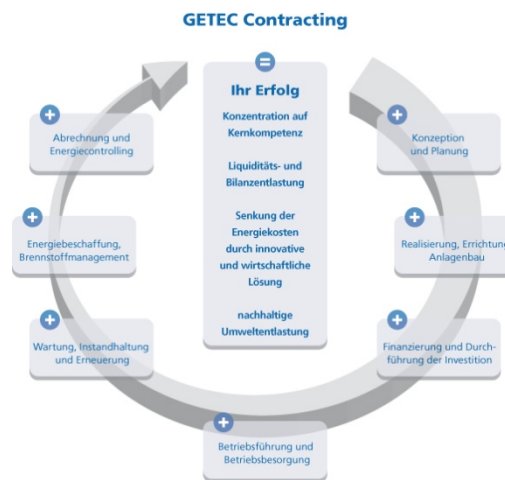 GETEC Contracting
=
Ihr Erfolg
Konzentration auf
Kernkompetenz
Liquiditäts- und
Bilanzentlastung
Senkung der
Energiekosten
durch innovative
und wirtschaftliche
Lösung
nachhaltige
Umweltentlastung
+
Konzeption
und Planung
+
Realisierung, Errichtung
Anlagenbau
+
Finanzierung und Durch-
führung der Investition
+
Betriebsführung und
Betriebsbesorgung
+
Wartung, Instandhaltung
und Erneuerung
+
Energiebeschaffung,
Brennstoffmanagement
+
Abrechnung und
Energiecontrolling